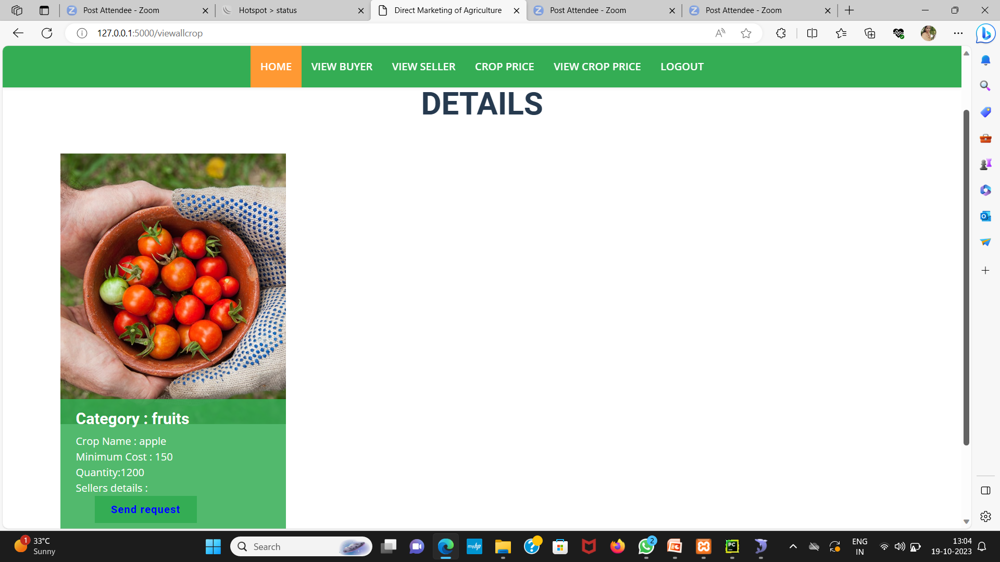 Post Attendee - Zoom
Hotspot > status
Direct Marketing of Agriculture
Post Attendee - Zoom
Post Attendee - Zoom
127.0.0.1:5000/viewallcrop
HOME
VIEW BUYER
VIEW SELLER
CROP PRICE
VIEW CROP PRICE
LOGOUT
DETAILS
Category : fruits
Crop Name : apple
Minimum Cost : 150
Quantity:1200
Sellers details :
Send request
1
33°C
Sunny
Search
myhp
2
PC
ENG
IN
13:04
19-10-2023